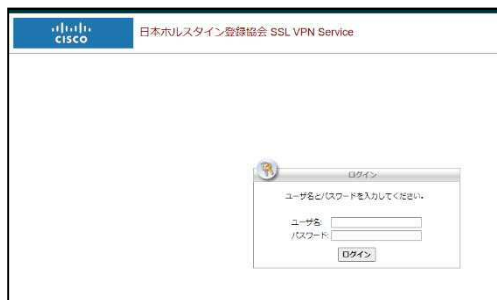 CISCO
日本ホルスタイン登録協会 SSL VPN Service
ログイン
ユーザ名とパスワードを入力してください。
ユーザ名:
パスワード:
ログイン